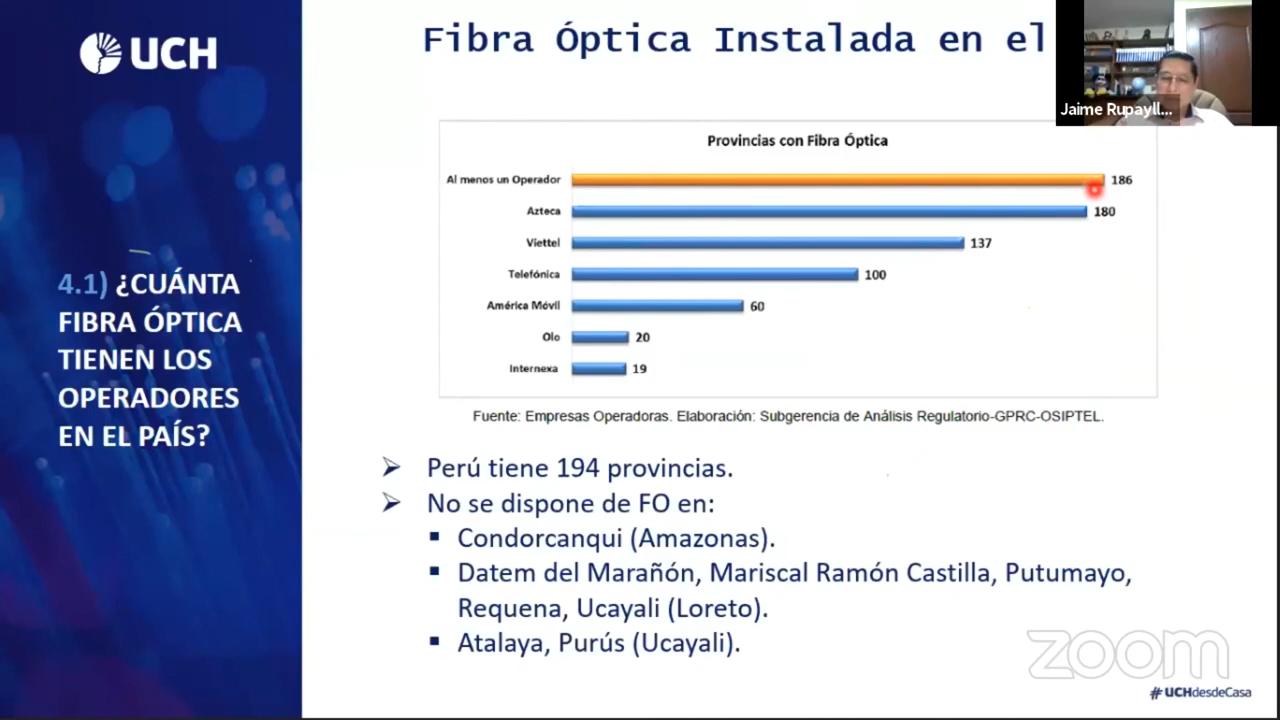 UCH
Fibra Óptica Instalada en el
Jaime Rupayll...
4.1) ¿CUÁNTA
FIBRA ÓPTICA
TIENEN LOS
OPERADORES
EN EL PAÍS?
Provincias con Fibra Óptica
Al menos un Operador 186
Azteca 180
Viettel 137
Telefónica 100
América Móvil 60
Olo 20
Internexa 19
Fuente: Empresas Operadoras. Elaboración: Subgerencia de Análisis Regulatorio-GPRC-OSIPTEL.
Perú tiene 194 provincias.
No se dispone de FO en:
Condorcanqui (Amazonas).
Datem del Marañón, Mariscal Ramón Castilla, Putumayo,
Requena, Ucayali (Loreto).
Atalaya, Purús (Ucayali).
zoom
#UCHdesdeCasa